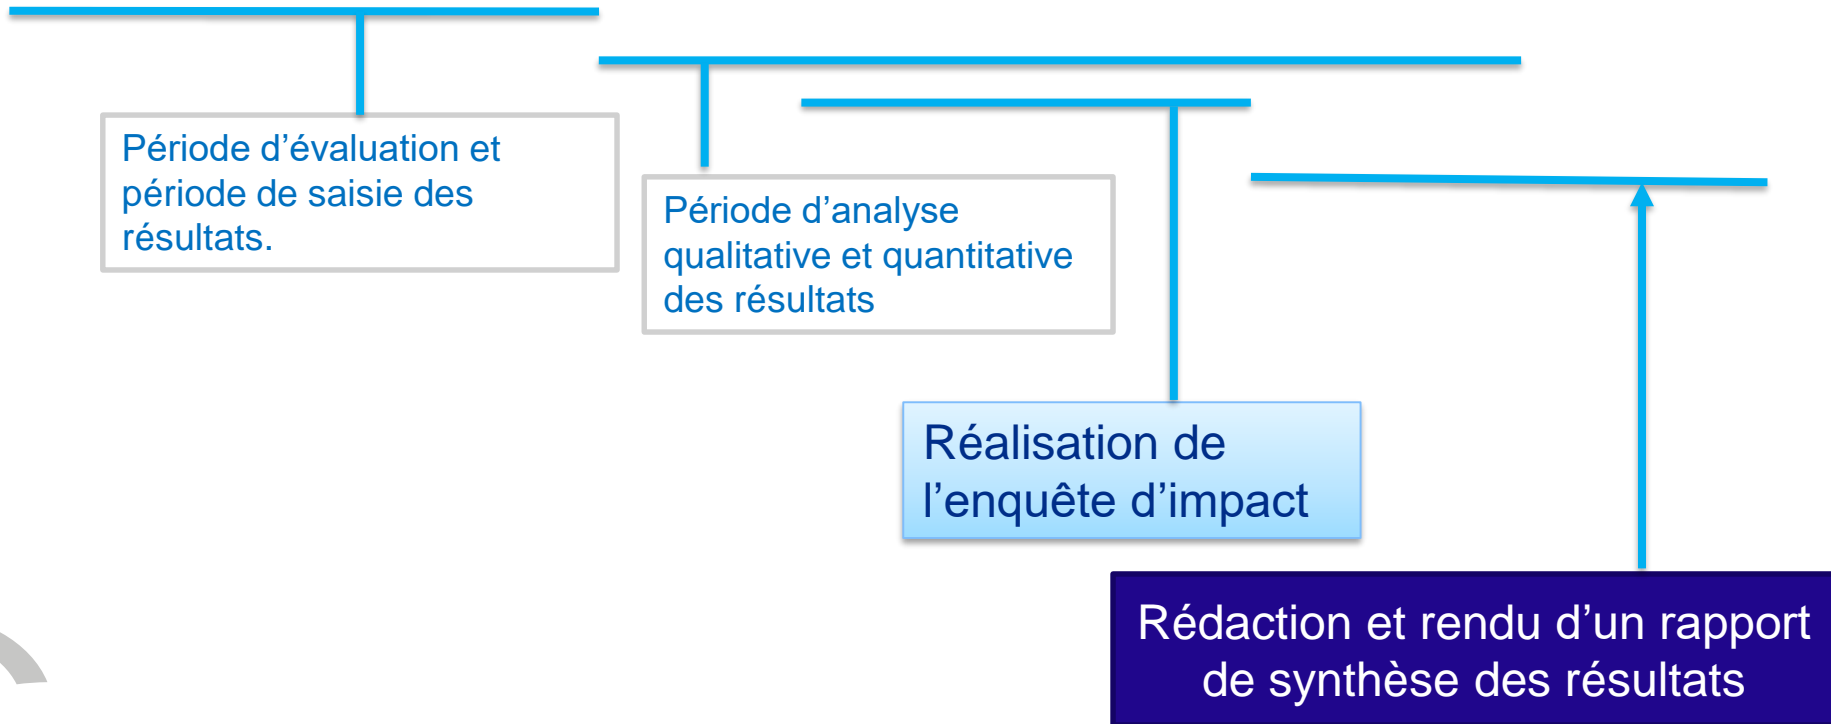 Période d’évaluation et
période de saisie des
résultats.
Période d’analyse
qualitative et quantitative
des résultats
Réalisation de
l’enquête d’impact
Rédaction et rendu d’un rapport
de synthèse des résultats